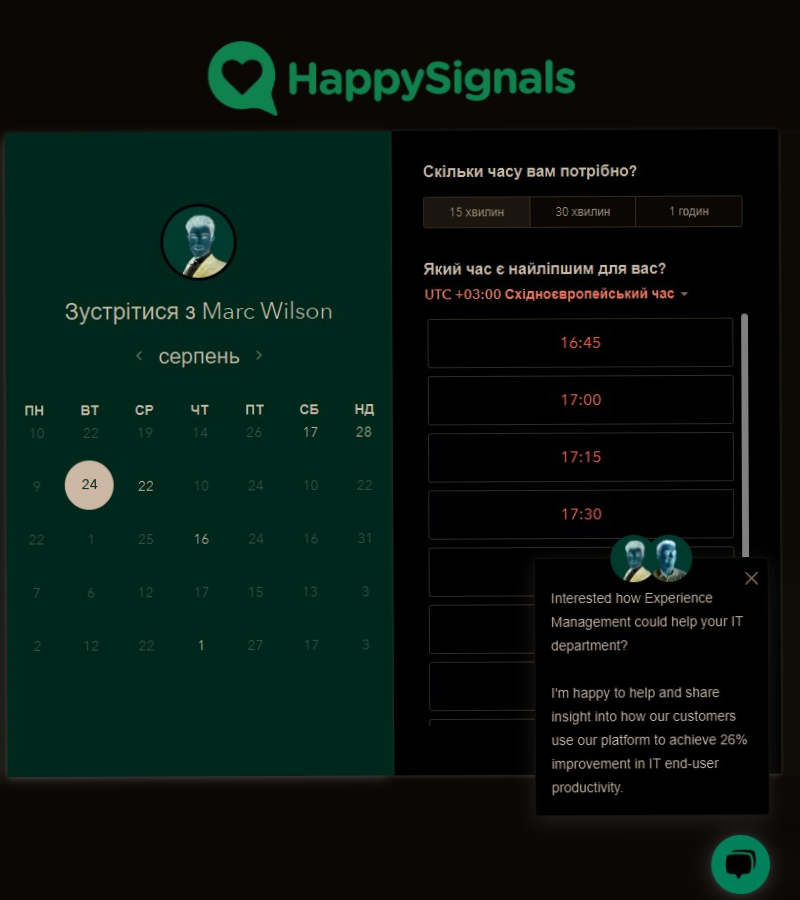 HappySignals
Зустрітися з Marc Wilson
серпень
ПН ВТ СР ЧТ ПТ СБ НД
10 22 19 14 26 17 28
9 24 22 10 24 10 22
22 1 25 16 24 16 31
7 6 12 17 15 13 3
2 12 22 1 27 17 3
Скільки часу вам потрібно?
15 хвилин 30 хвилин 1 годин
Який час є найліпшим для вас?
UTC +03:00 Східноєвропейський час
16:45
17:00
17:15
17:30
Interested how Experience
Management could help your IT
department?
I'm happy to help and share
insight into how our customers
use our platform to achieve 26%
improvement in IT end-user
productivity.